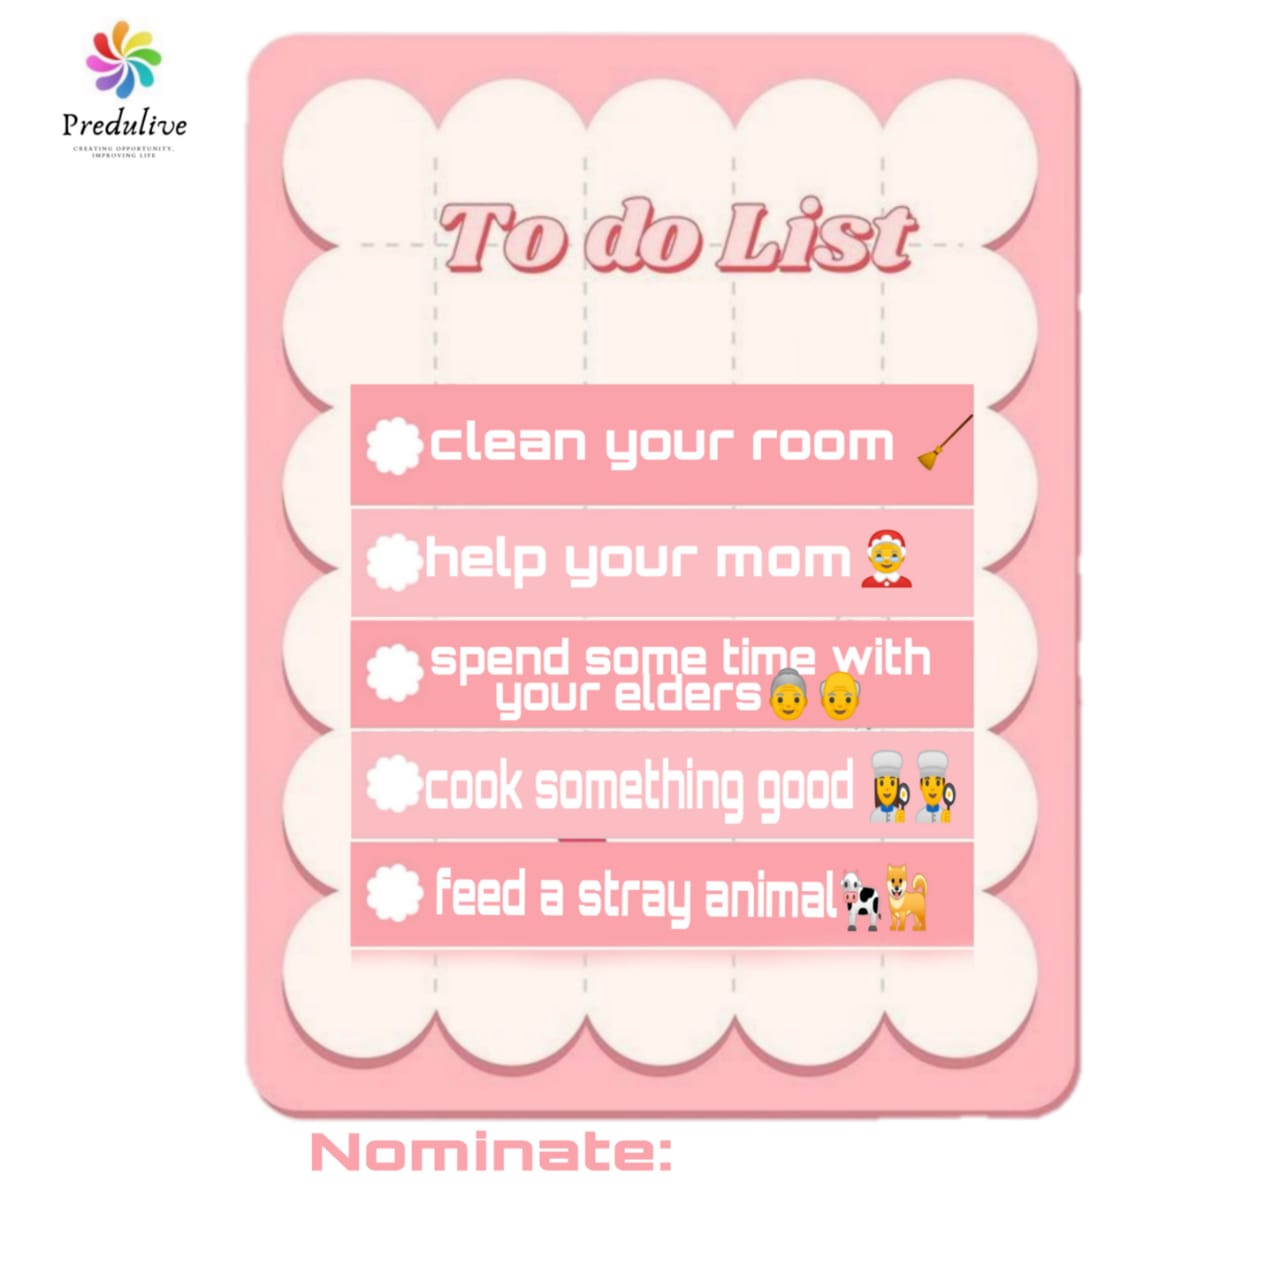 Predulive
CREATING OPPORTUNITY,
IMPROVING LIFE
To do List
clean your room
help your mom
spend some time with
your elders
cook something good
feed a stray animal
Nominate: